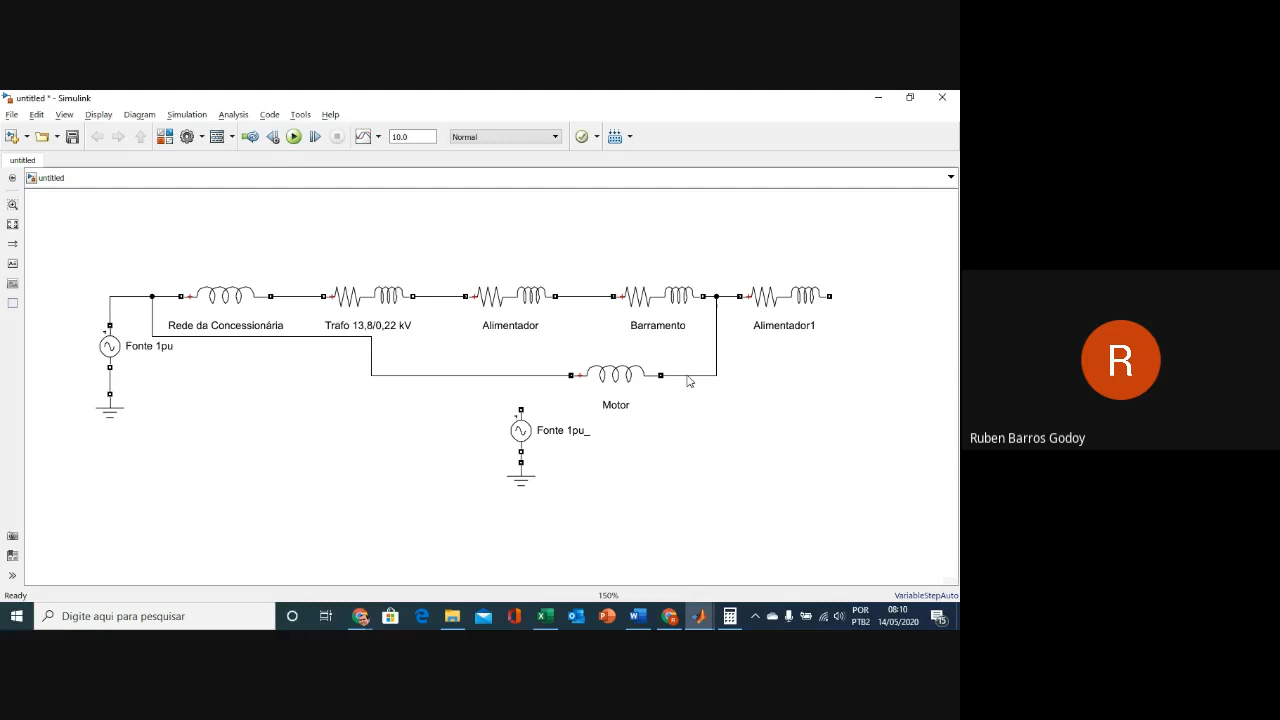 untitled * - Simulink
File Edit View Display Diagram Simulation Analysis Code Tools Help
10.0 Normal
untitled
untitled
Rede da Concessionária Trafo 13,8/0,22 kV Alimentador Barramento Alimentador1
Fonte 1pu
Motor
Fonte 1pu_
Ready 150% VariableStepAuto
Digite aqui para pesquisar
POR 08:10
PTB2 14/05/2020 15
R
Ruben Barros Godoy